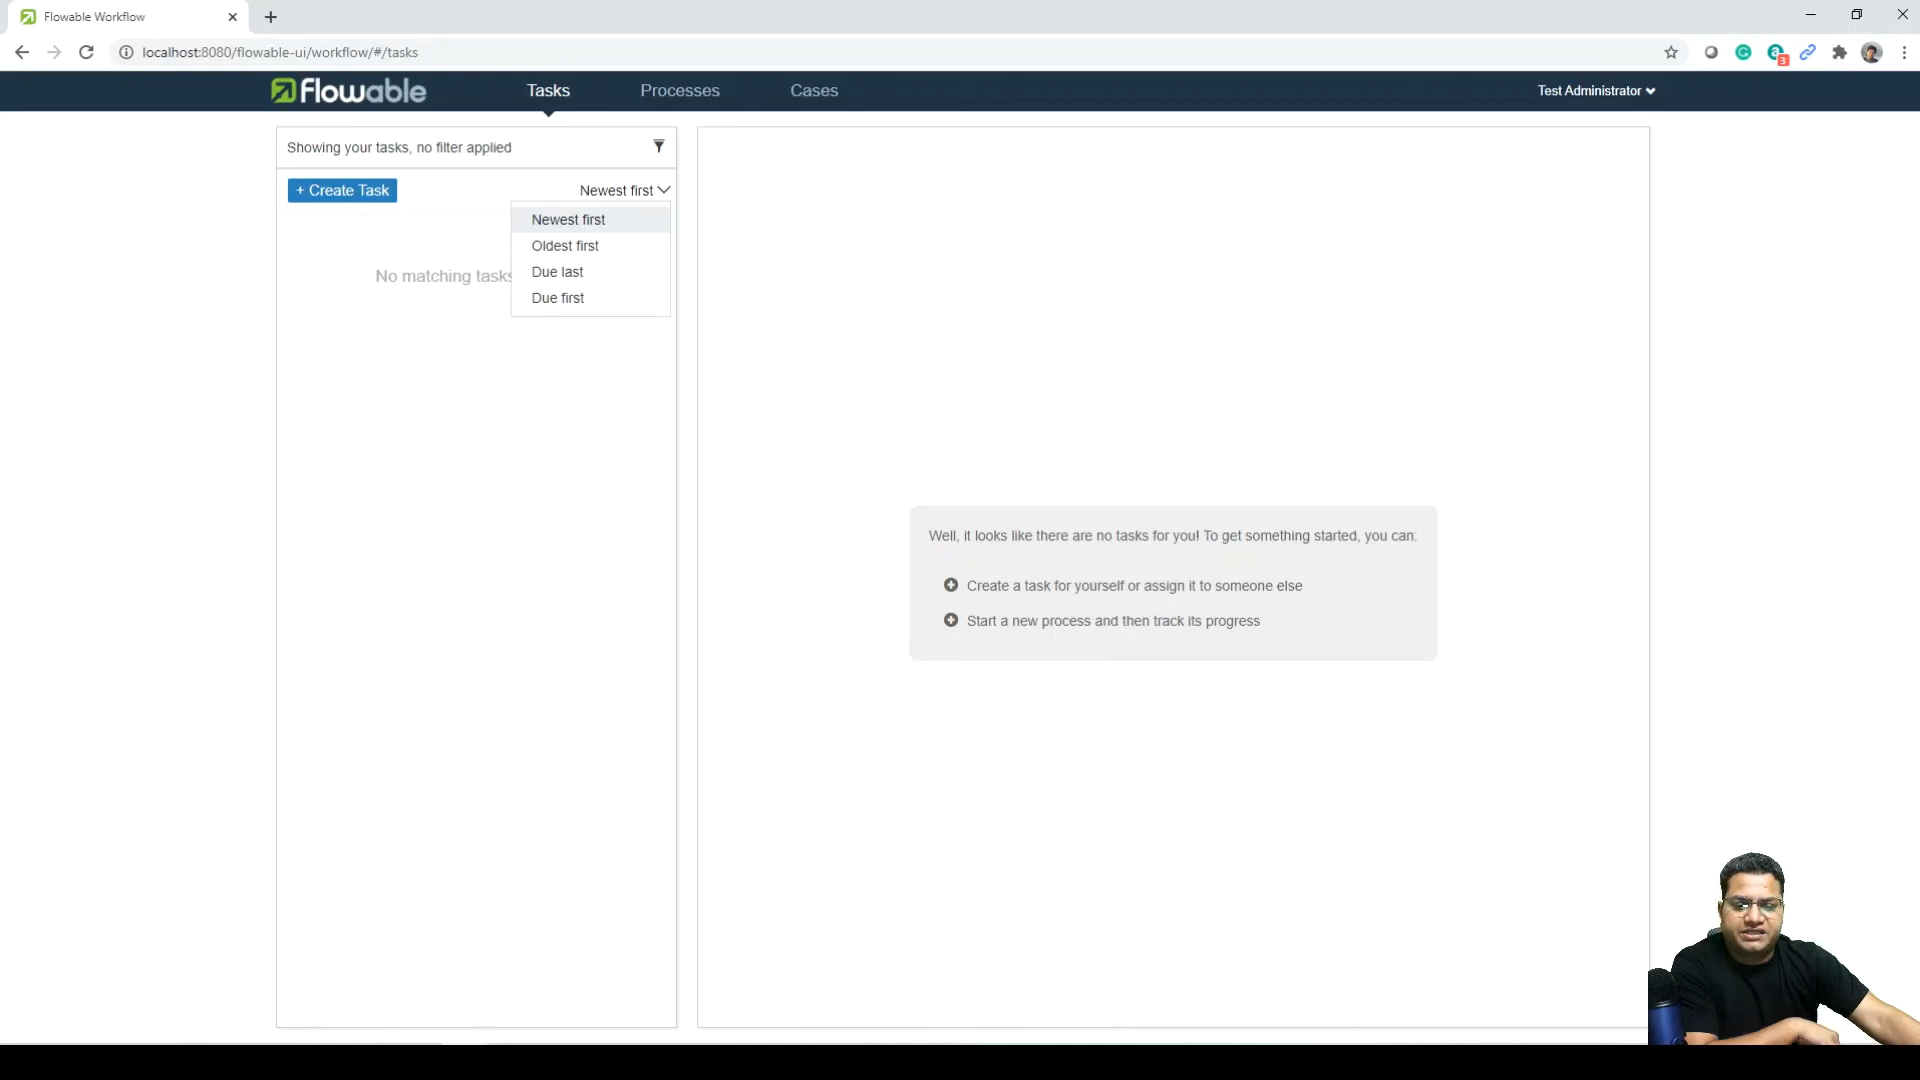 Flowable Workflow
localhost:8080/flowable-ui/workflow/#/tasks
3
flowable
Tasks
Processes
Cases
Test Administrator
Showing your tasks, no filter applied
+ Create Task
Newest first
Newest first
Oldest first
Due last
Due first
No matching tasks
Well, it looks like there are no tasks for you! To get something started, you can:
Create a task for yourself or assign it to someone else
Start a new process and then track its progress